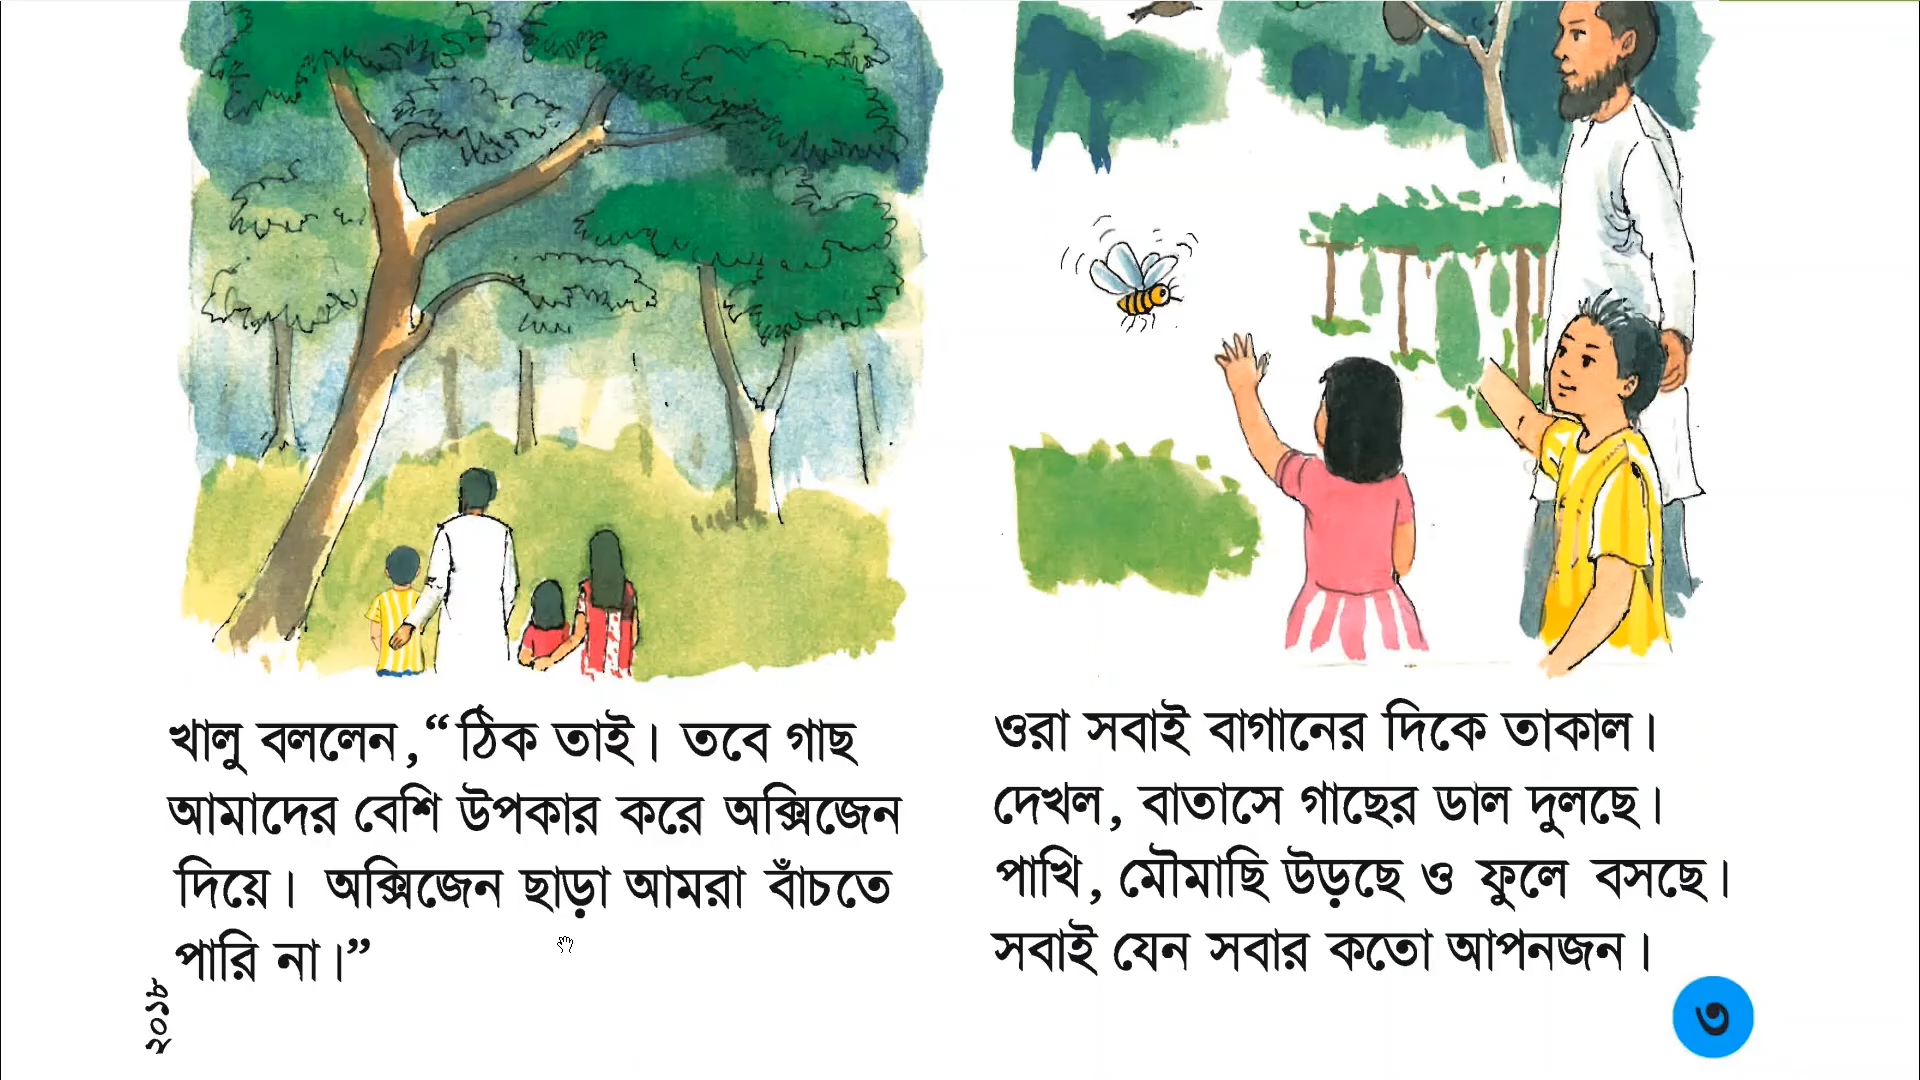 খালু বললেন, “ঠিক তাই। তবে গাছ
আমাদের বেশি উপকার করে অক্সিজেন
দিয়ে। অক্সিজেন ছাড়া আমরা বাঁচতে
পারি না।”
২০১৮
ওরা সবাই বাগানের দিকে তাকাল।
দেখল, বাতাসে গাছের ডাল দুলছে।
পাখি, মৌমাছি উড়ছে ও ফুলে বসছে।
সবাই যেন সবার কতো আপনজন।
৩